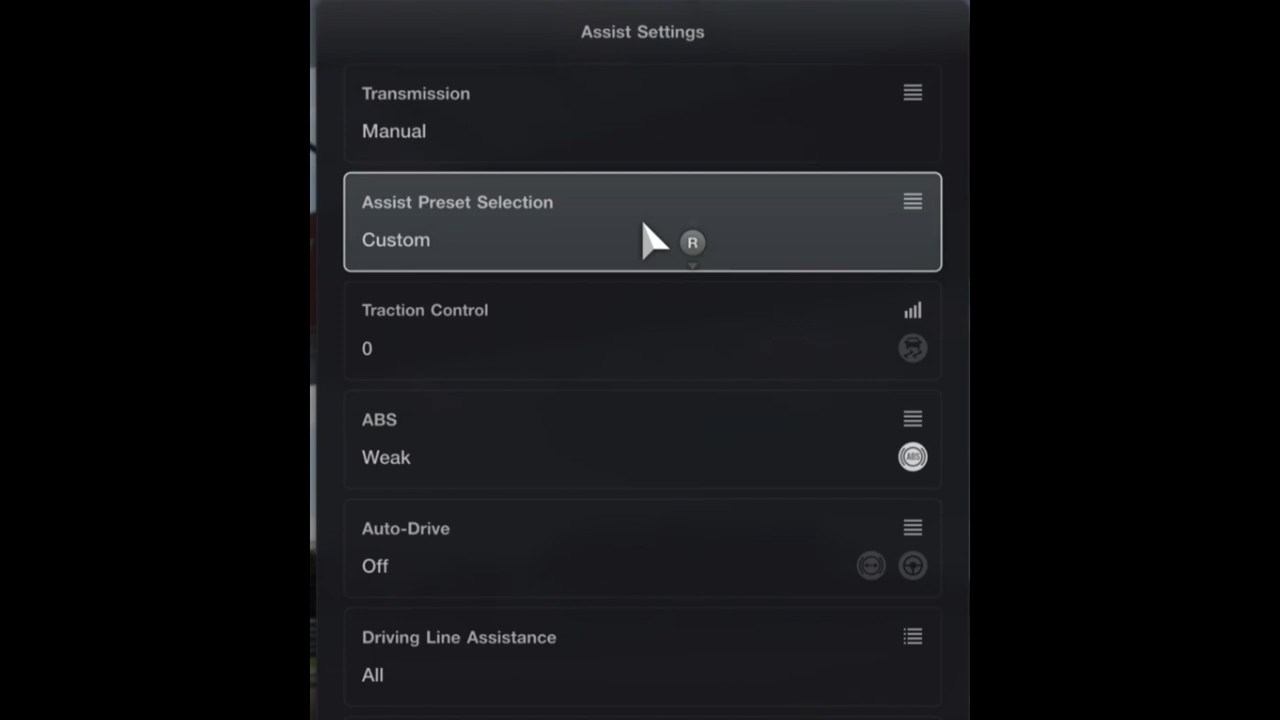 Assist Settings
Transmission
Manual
Assist Preset Selection
Custom
R
Traction Control
0
ABS
Weak
ABS
Auto-Drive
Off
Driving Line Assistance
All